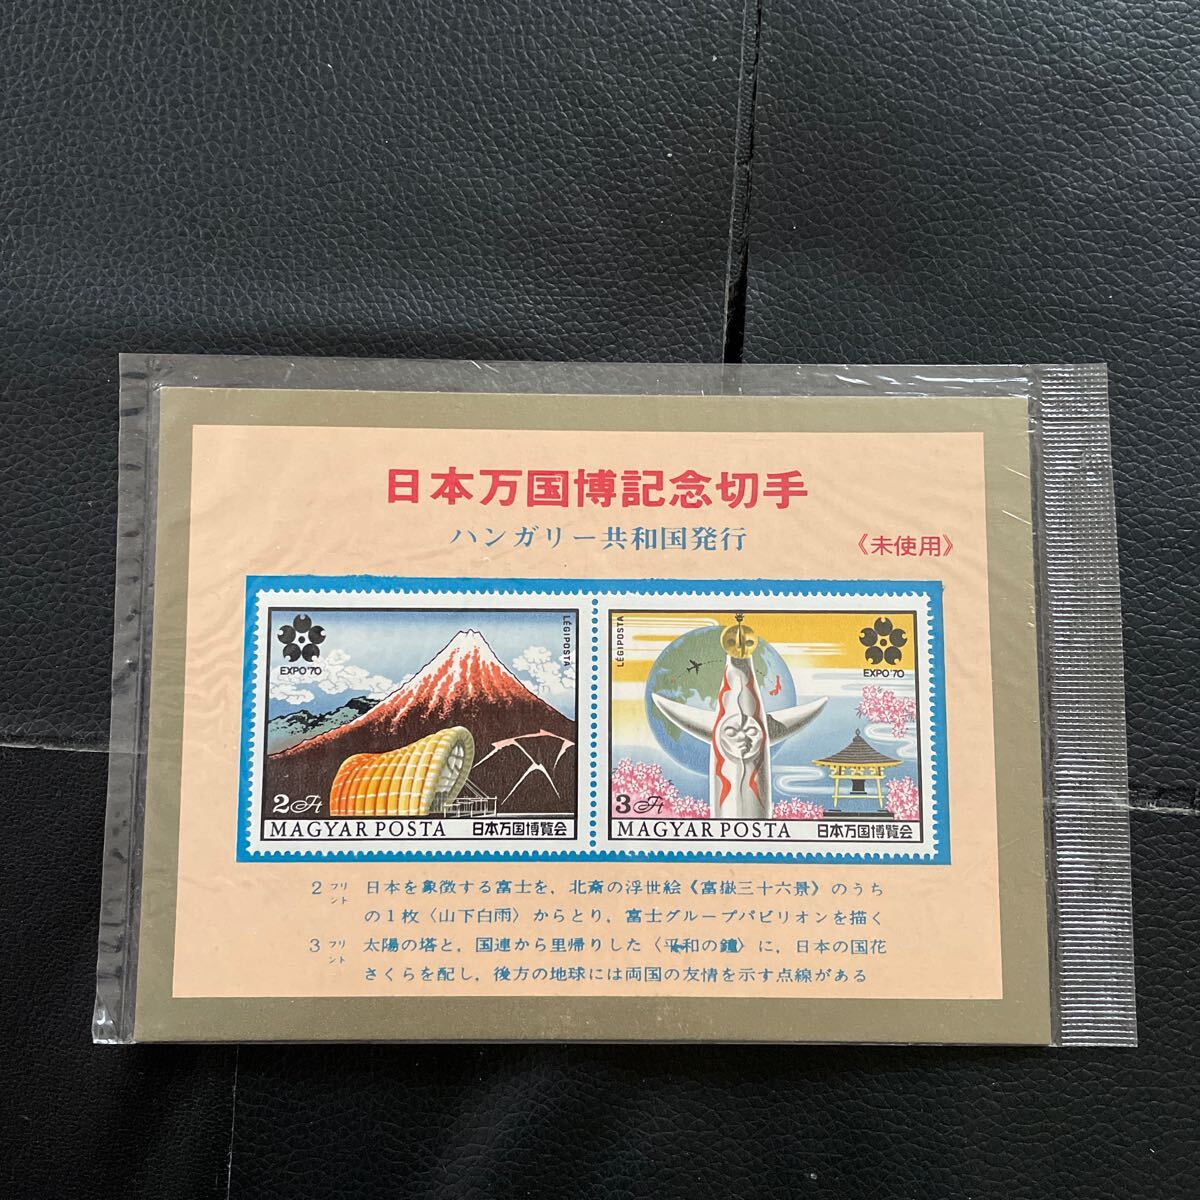 日本万国博記念切手
ハンガリー共和国発行
《未使用》
LÉGIPOSTA
EXPO'70
2 Ft
MAGYAR POSTA 日本万国博覧会
LÉGIPOSTA
EXPO'70
3 Ft
MAGYAR POSTA 日本万国博覧会
2フリント 日本を象徴する富士を，北斎の浮世絵《富嶽三十六景》のうち
の1枚〈山下白雨〉からとり，富士グループパビリオンを描く
3フリント 太陽の塔と，国連から里帰りした〈平和の鐘〉に，日本の国花
さくらを配し，後方の地球には両国の友情を示す点線がある